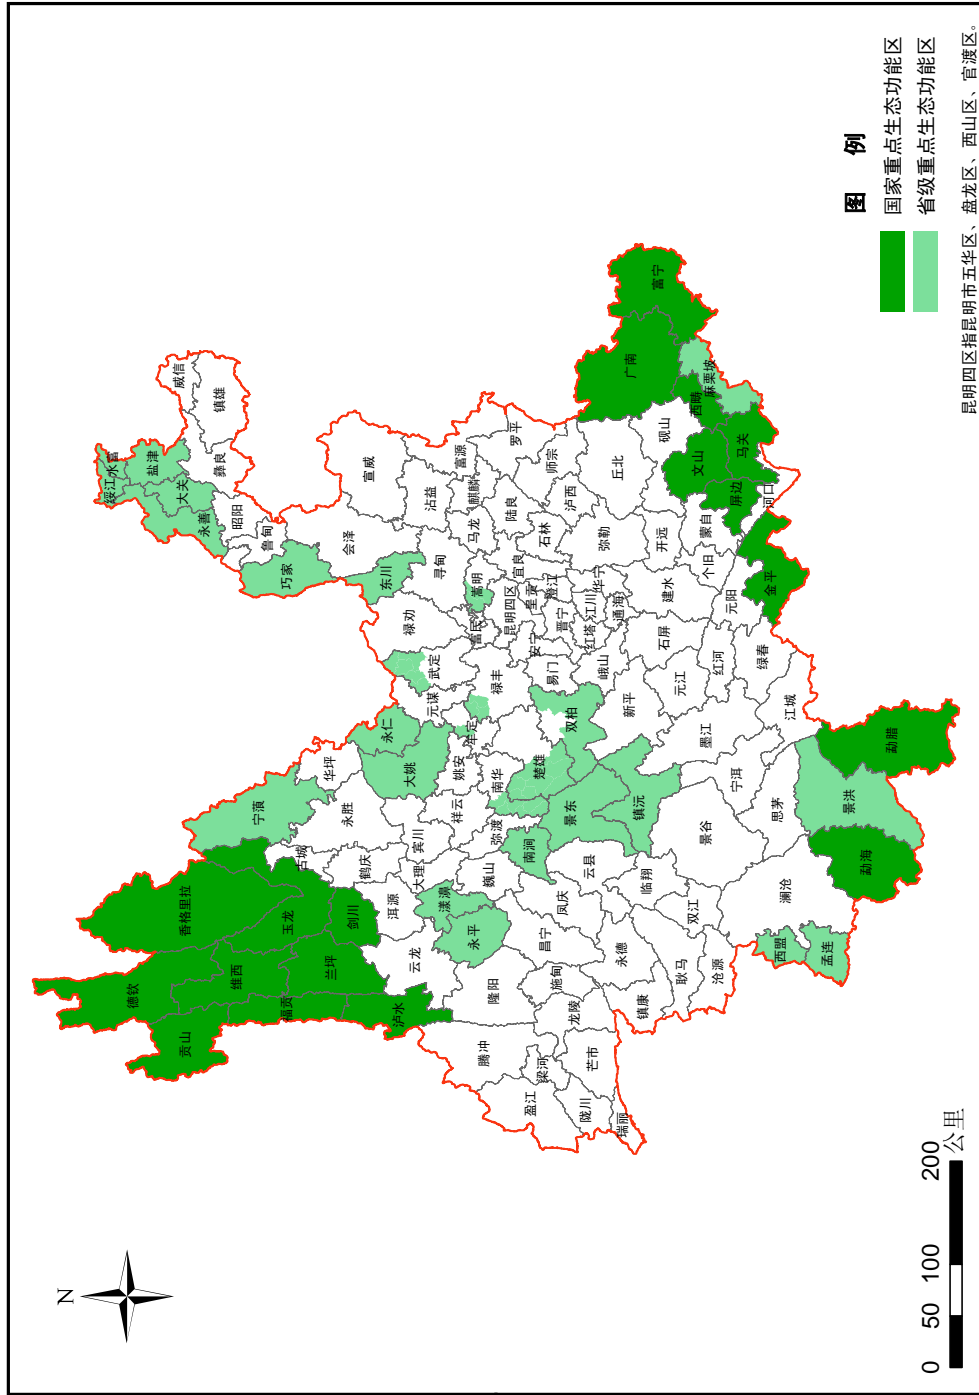 N
德钦
贡山
香格里拉
维西
福贡
玉龙
兰坪
剑川
泸水
宁蒗
古城
永胜
华坪
鹤庆
洱源
云龙
大理
宾川
漾濞
永平
巍山
祥云
弥渡
南涧
永仁
大姚
姚安
南华
牟定
元谋
武定
禄丰
楚雄
双柏
禄劝
东川
寻甸
富民
嵩明
昆明四区
安宁
呈贡
晋宁
宜良
石林
易门
澄江
江川
红塔
华宁
通海
峨山
新平
元江
绥江
水富
盐津
大关
永善
威信
镇雄
彝良
昭阳
鲁甸
巧家
会泽
宣威
沾益
富源
麒麟
马龙
陆良
罗平
师宗
泸西
弥勒
丘北
开远
建水
石屏
个旧
蒙自
元阳
红河
绿春
金平
屏边
河口
广南
富宁
砚山
文山
西畴
麻栗坡
马关
隆阳
腾冲
施甸
龙陵
昌宁
盈江
梁河
陇川
芒市
瑞丽
凤庆
云县
永德
镇康
临翔
双江
耿马
沧源
景东
镇沅
景谷
墨江
宁洱
思茅
江城
澜沧
西盟
孟连
勐海
景洪
勐腊
图 例
国家重点生态功能区
省级重点生态功能区
昆明四区指昆明市五华区、盘龙区、西山区、官渡区。
0 50 100 200
公里